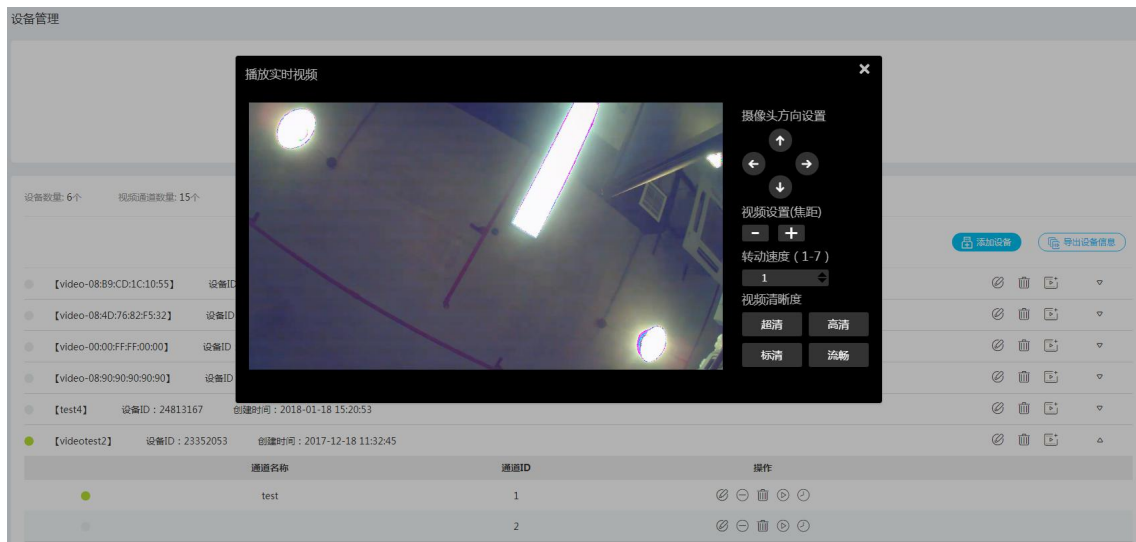 设备管理
播放实时视频
摄像头方向设置
视频设置(焦距)
转动速度 ( 1-7 )
1
视频清晰度
超清 高清
标清 流畅
设备数量: 6个 视频通道数量: 15个
添加设备 导出设备信息
【video-08:B9:CD:1C:10:55】 设备ID
【video-08:4D:76:82:F5:32】 设备ID
【video-00:00:FF:FF:00:00】 设备ID
【video-08:90:90:90:90:90】 设备ID
【test4】 设备ID : 24813167 创建时间 : 2018-01-18 15:20:53
【videotest2】 设备ID : 23352053 创建时间 : 2017-12-18 11:32:45
通道名称 通道ID 操作
test 1
2